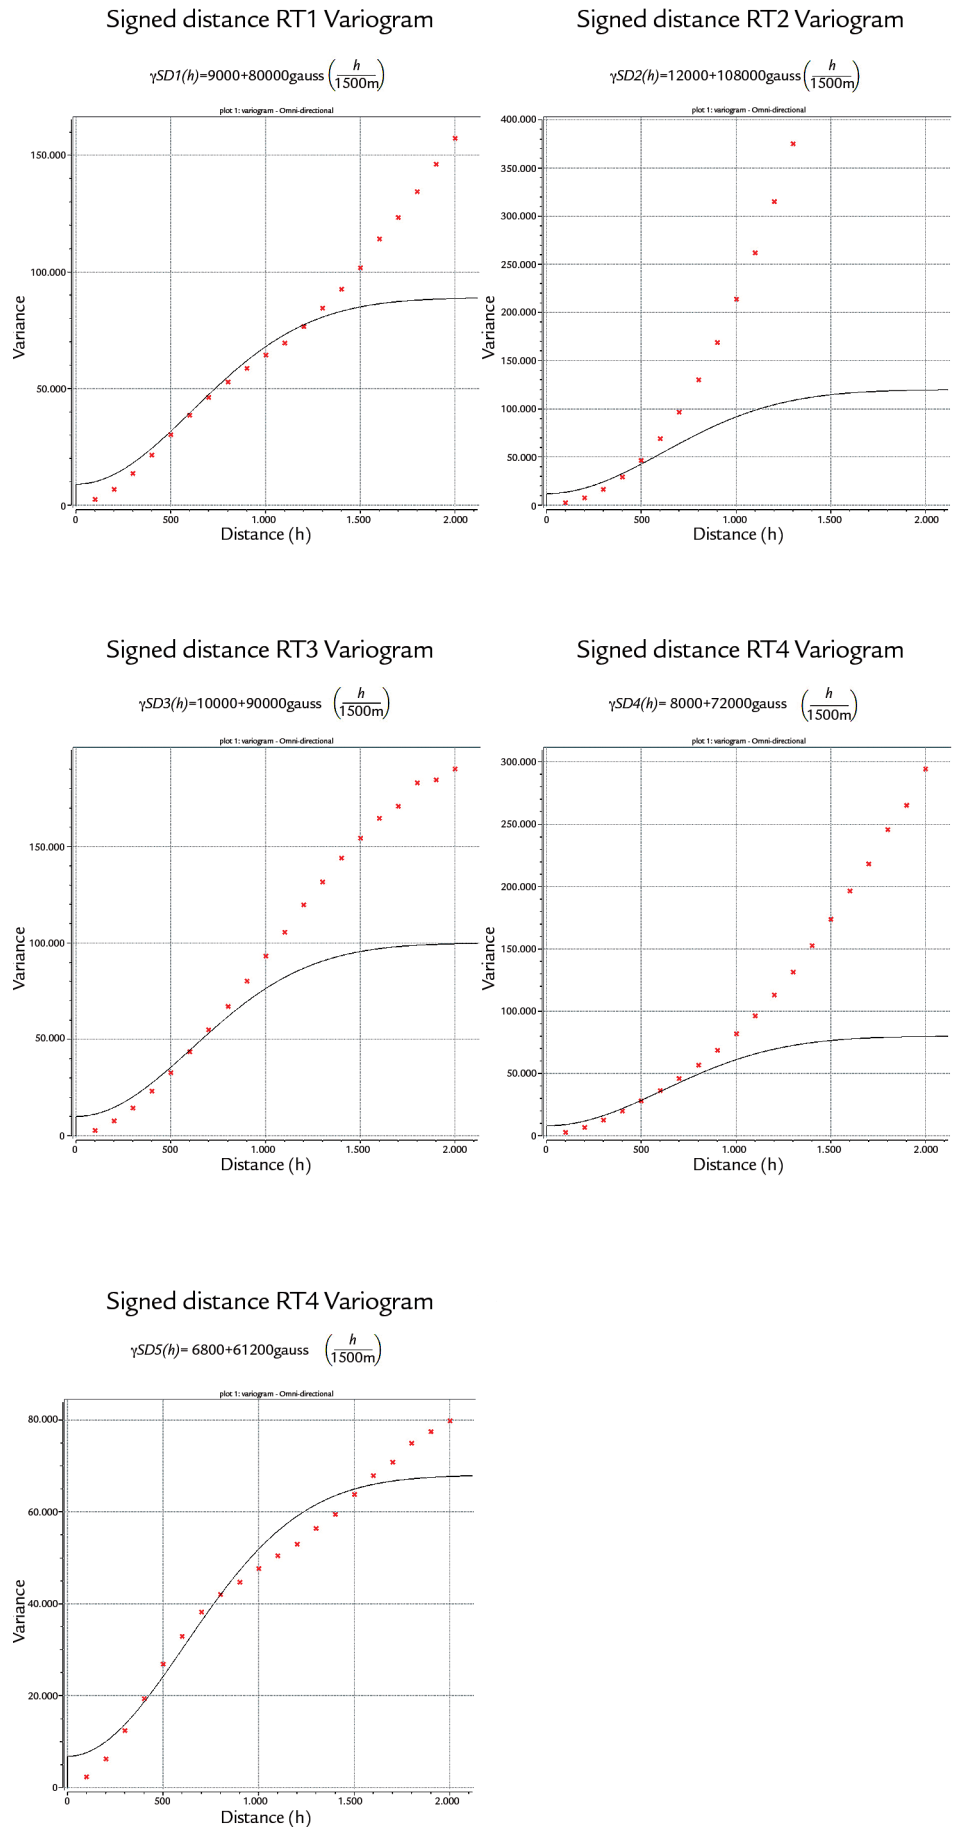 Signed distance RT1 Variogram
γSD1(h)=9000+80000gauss(h/1500m)
plot 1: variogram - Omni-directional
150.000
100.000
50.000
0
Variance
0 500 1.000 1.500 2.000
Distance (h)
Signed distance RT2 Variogram
γSD2(h)=12000+108000gauss(h/1500m)
plot 1: variogram - Omni-directional
400.000
350.000
300.000
250.000
200.000
150.000
100.000
50.000
0
Variance
0 500 1.000 1.500 2.000
Distance (h)
Signed distance RT3 Variogram
γSD3(h)=10000+90000gauss (h/1500m)
plot 1: variogram - Omni-directional
150.000
100.000
50.000
0
Variance
0 500 1.000 1.500 2.000
Distance (h)
Signed distance RT4 Variogram
γSD4(h)= 8000+72000gauss (h/1500m)
plot 1: variogram - Omni-directional
300.000
250.000
200.000
150.000
100.000
50.000
0
Variance
0 500 1.000 1.500 2.000
Distance (h)
Signed distance RT4 Variogram
γSD5(h)= 6800+61200gauss (h/1500m)
plot 1: variogram - Omni-directional
80.000
60.000
40.000
20.000
0
Variance
0 500 1.000 1.500 2.000
Distance (h)